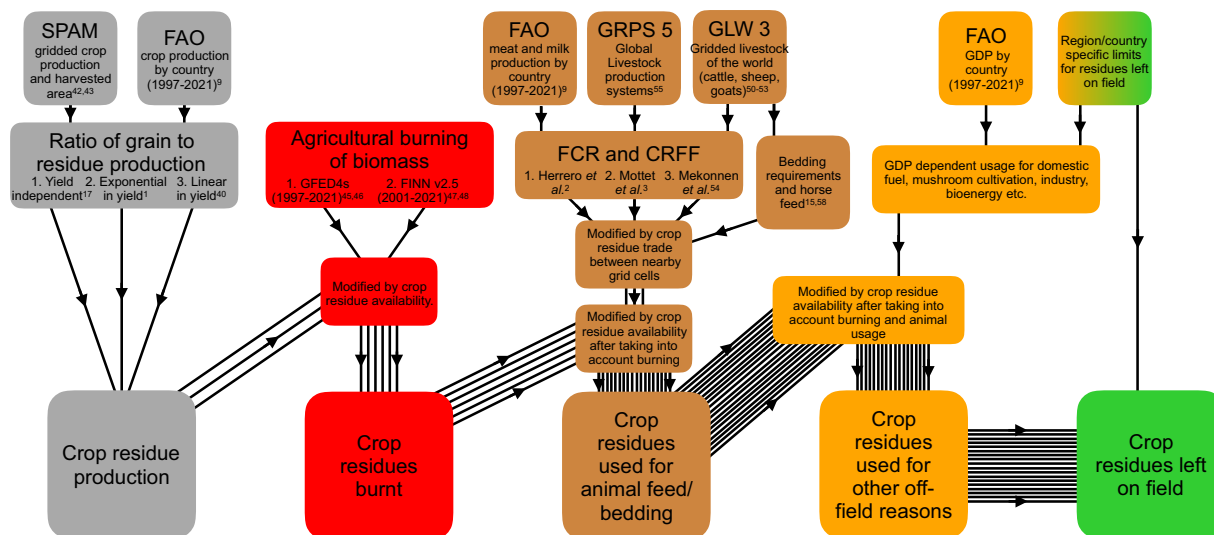 SPAM
gridded crop
production
and harvested
area42,43
FAO
crop production
by country
(1997-2021)9
Ratio of grain to
residue production
1. Yield
independent17
2. Exponential
in yield1
3. Linear
in yield40
Crop residue
production
Agricultural burning
of biomass
1. GFED4s
(1997-2021)45,46
2. FINN v2.5
(2001-2021)47,48
Modified by crop
residue availability.
Crop
residues
burnt
FAO
meat and milk
production by
country
(1997-2021)9
GRPS 5
Global
Livestock
production
systems55
GLW 3
Gridded livestock
of the world
(cattle, sheep,
goats)50-53
FCR and CRFF
1. Herrero et
al.2
2. Mottet
et al.3
3. Mekonnen
et al.54
Bedding
requirements
and horse
feed15,58
Modified by crop
residue trade
between nearby
grid cells
Modified by crop
residue availability
after taking into
account burning
Crop
residues
used for
animal feed/
bedding
FAO
GDP by
country
(1997-2021)9
Region/country
specific limits
for residues left
on field
GDP dependent usage for domestic
fuel, mushroom cultivation, industry,
bioenergy etc.
Modified by crop residue
availability after taking into
account burning and animal
usage
Crop
residues
used for
other off-
field reasons
Crop
residues left
on field